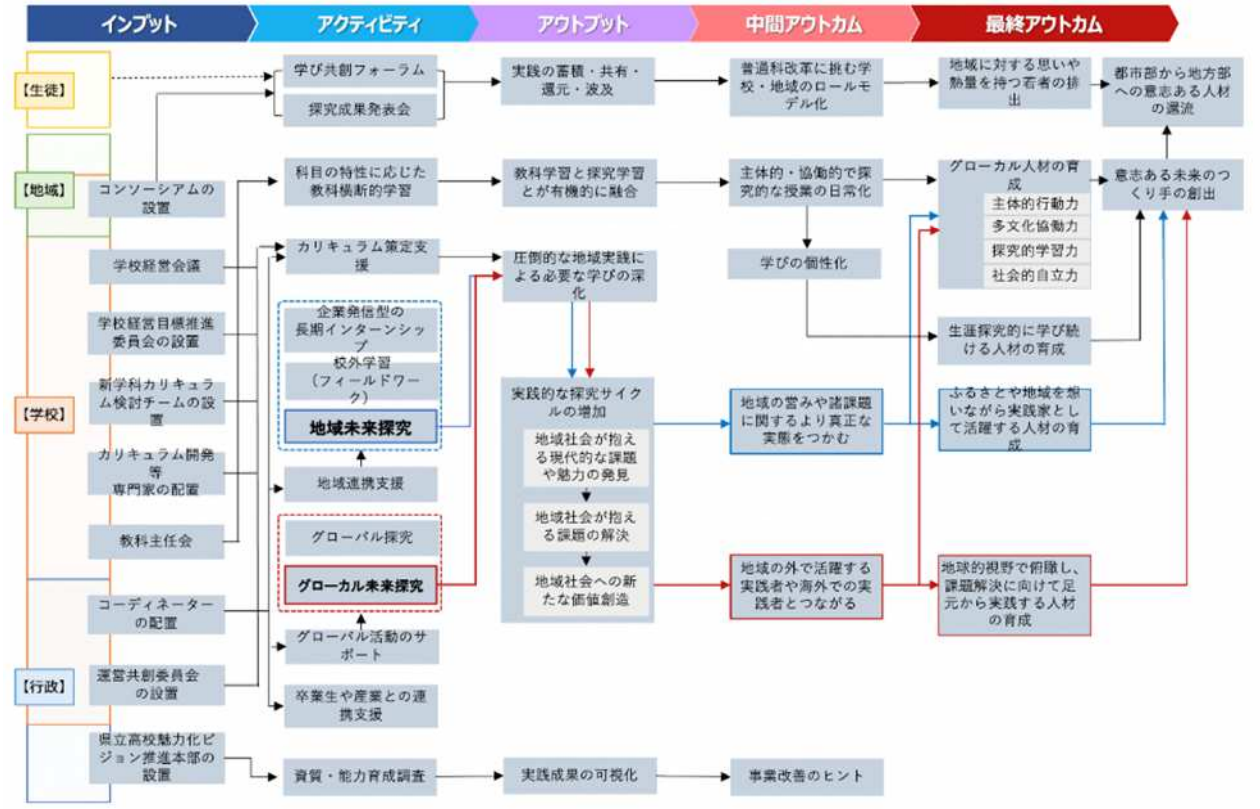 インプット
アクティビティ
アウトプット
中間アウトカム
最終アウトカム
【生徒】
【地域】
コンソーシアムの
設置
【学校】
学校経営会議
学校経営目標推進
委員会の設置
新学科カリキュラ
ム検討チームの設
置
カリキュラム開発
等
専門家の配置
教科主任会
【行政】
コーディネーター
の配置
運営共創委員会
の設置
県立高校魅力化ビ
ジョン推進本部の
設置
学び共創フォーラム
探究成果発表会
科目の特性に応じた
教科横断的学習
カリキュラム策定支
援
企業発信型の
長期インターンシッ
プ
校外学習
（フィールドワー
ク）
地域未来探究
地域連携支援
グローバル探究
グローカル未来探究
グローバル活動のサ
ポート
卒業生や産業との連
携支援
資質・能力育成調査
実践の蓄積・共有・
還元・波及
教科学習と探究学習
とが有機的に融合
圧倒的な地域実践に
よる必要な学びの深
化
実践的な探究サイク
ルの増加
地域社会が抱え
る現代的な課題
や魅力の発見
地域社会が抱え
る課題の解決
地域社会への新
たな価値創造
実践成果の可視化
普通科改革に挑む学
校・地域のロールモ
デル化
主体的・協働的で探
究的な授業の日常化
学びの個性化
地域の営みや諸課題
に関するより真正な
実態をつかむ
地域の外で活躍する
実践者や海外での実
践者とつながる
事業改善のヒント
地域に対する思いや
熱量を持つ若者の排
出
グローカル人材の育
成
主体的行動力
多文化協働力
探究的学習力
社会的自立力
生涯探究的に学び続
ける人材の育成
ふるさとや地域を想
いながら実践家とし
て活躍する人材の育
成
地球的視野で俯瞰し、
課題解決に向けて足
元から実践する人材
の育成
都市部から地方部
への意志ある人材
の還流
意志ある未来のつ
くり手の創出